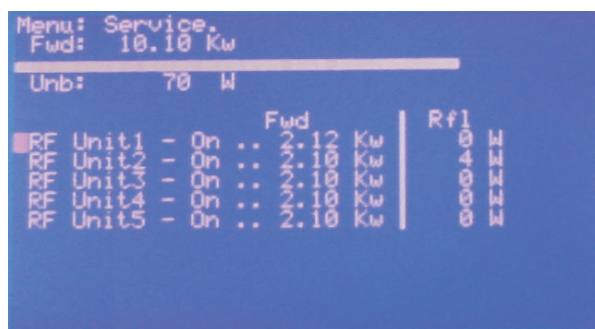 Menu: Service.
Fwd: 10.10 Kw
Unb: 70 W
Fwd Rfl
RF Unit1 - On .. 2.12 Kw 0 W
RF Unit2 - On .. 2.10 Kw 4 W
RF Unit3 - On .. 2.10 Kw 0 W
RF Unit4 - On .. 2.10 Kw 0 W
RF Unit5 - On .. 2.10 Kw 0 W